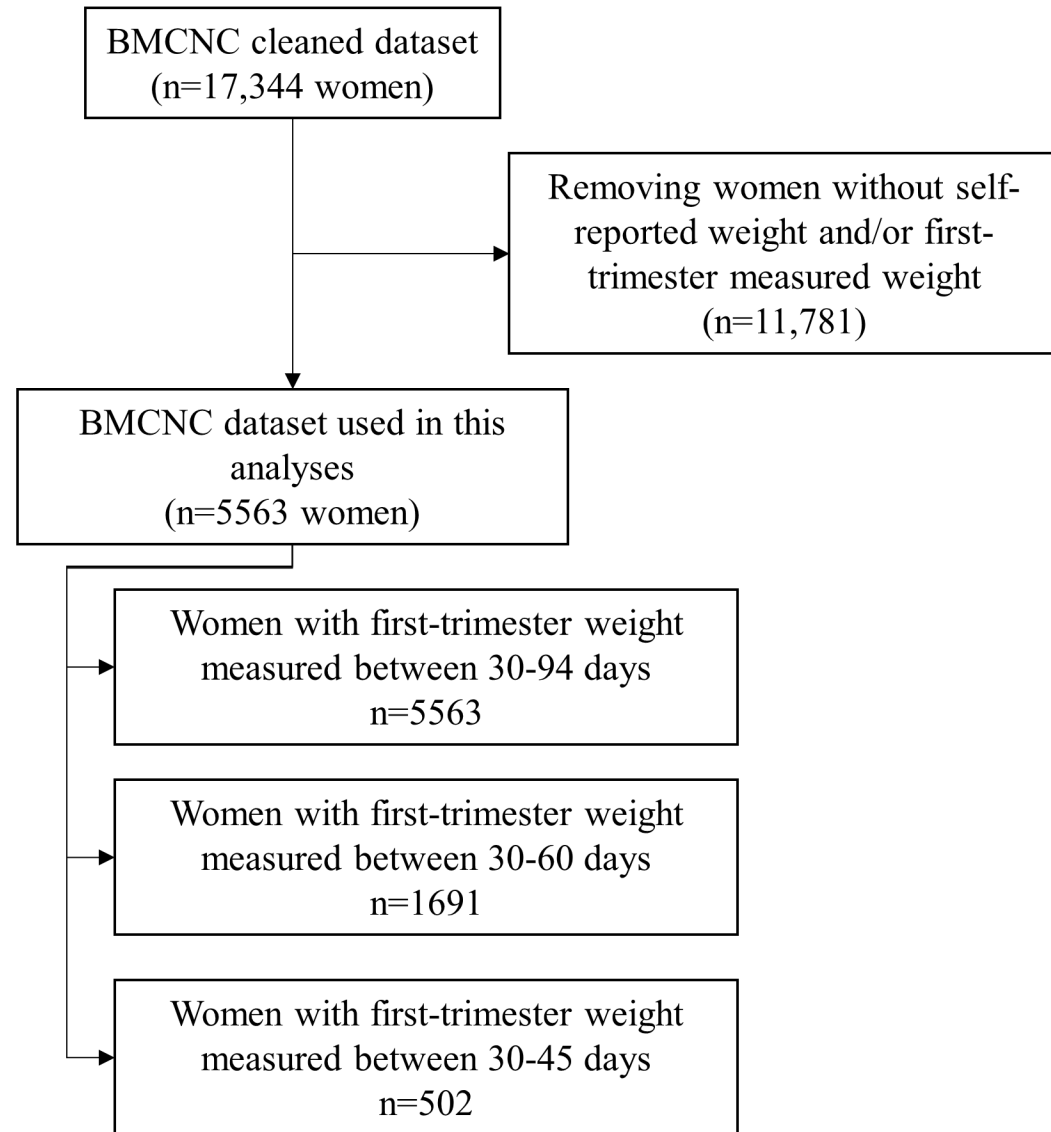 BMCNC cleaned dataset
(n=17,344 women)
Removing women without self-
reported weight and/or first-
trimester measured weight
(n=11,781)
BMCNC dataset used in this
analyses
(n=5563 women)
Women with first-trimester weight
measured between 30-94 days
n=5563
Women with first-trimester weight
measured between 30-60 days
n=1691
Women with first-trimester weight
measured between 30-45 days
n=502